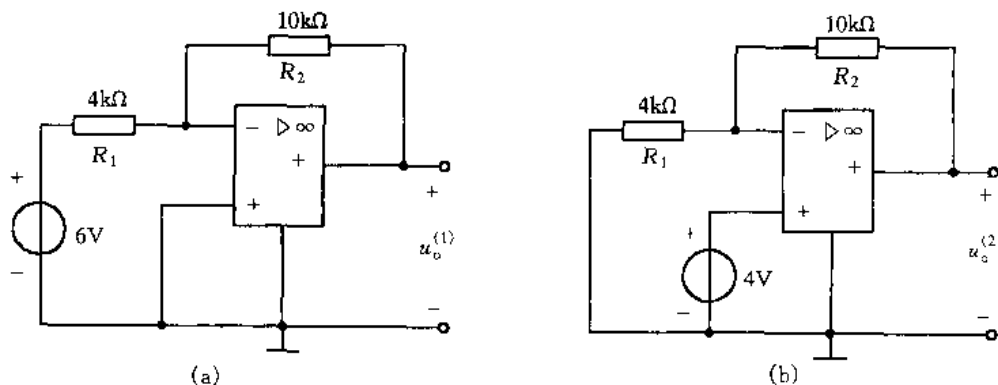 10kΩ
R₂
4kΩ
R₁
− ▷ ∞
+
+
+
6V
−
+
u_o^(1)
−
(a)
10kΩ
R₂
4kΩ
R₁
− ▷ ∞
+
+
+
4V
−
+
u_o^(2
−
(b)